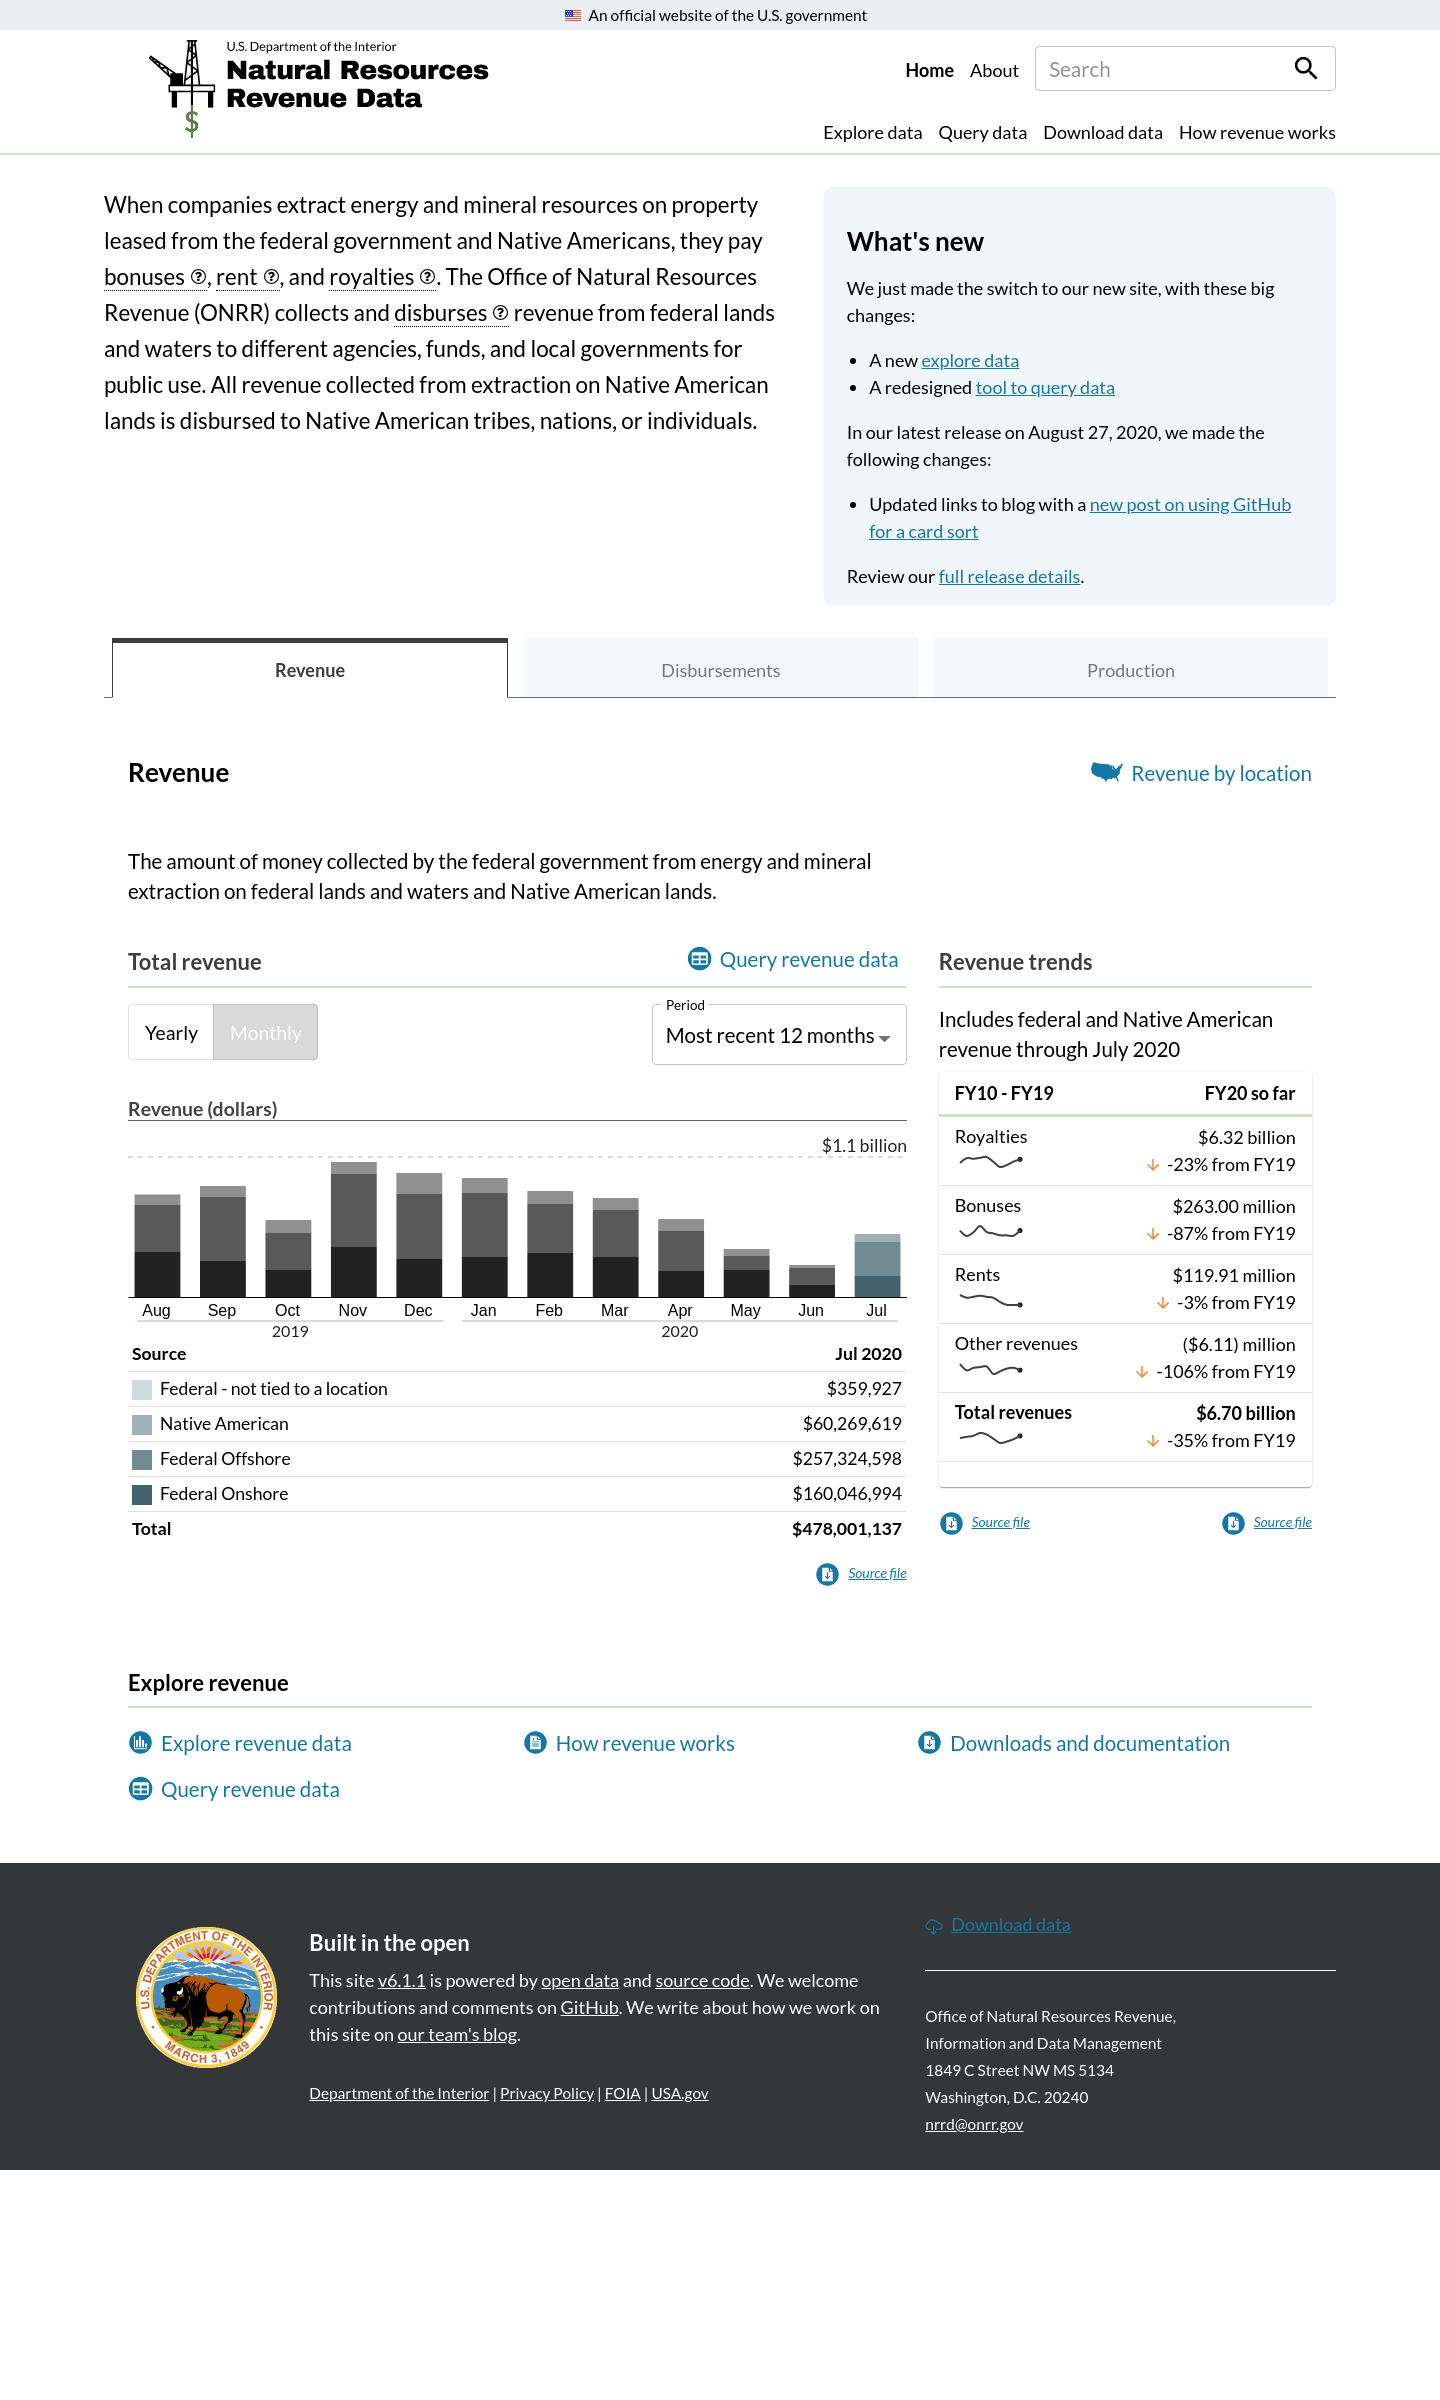 An official website of the U.S. government
U.S. Department of the Interior
Natural Resources
Revenue Data
$
Home About Search
Explore data Query data Download data How revenue works
When companies extract energy and mineral resources on property
leased from the federal government and Native Americans, they pay
bonuses ?, rent ?, and royalties ?. The Office of Natural Resources
Revenue (ONRR) collects and disburses ? revenue from federal lands
and waters to different agencies, funds, and local governments for
public use. All revenue collected from extraction on Native American
lands is disbursed to Native American tribes, nations, or individuals.
What's new
We just made the switch to our new site, with these big
changes:
• A new explore data
• A redesigned tool to query data
In our latest release on August 27, 2020, we made the
following changes:
• Updated links to blog with a new post on using GitHub
for a card sort
Review our full release details.
Revenue Disbursements Production
Revenue
Revenue by location
The amount of money collected by the federal government from energy and mineral
extraction on federal lands and waters and Native American lands.
Total revenue
Query revenue data
Yearly Monthly
Period
Most recent 12 months
Revenue (dollars)
$1.1 billion
Aug Sep Oct Nov Dec Jan Feb Mar Apr May Jun Jul
2019 2020
Source Jul 2020
Federal - not tied to a location $359,927
Native American $60,269,619
Federal Offshore $257,324,598
Federal Onshore $160,046,994
Total $478,001,137
Source file
Revenue trends
Includes federal and Native American
revenue through July 2020
FY10 - FY19 FY20 so far
Royalties $6.32 billion
-23% from FY19
Bonuses $263.00 million
-87% from FY19
Rents $119.91 million
-3% from FY19
Other revenues ($6.11) million
-106% from FY19
Total revenues $6.70 billion
-35% from FY19
Source file Source file
Explore revenue
Explore revenue data How revenue works Downloads and documentation
Query revenue data
U.S. DEPARTMENT OF THE INTERIOR
MARCH 3, 1849
Built in the open
This site v6.1.1 is powered by open data and source code. We welcome
contributions and comments on GitHub. We write about how we work on
this site on our team's blog.
Department of the Interior | Privacy Policy | FOIA | USA.gov
Download data
Office of Natural Resources Revenue,
Information and Data Management
1849 C Street NW MS 5134
Washington, D.C. 20240
nrrd@onrr.gov